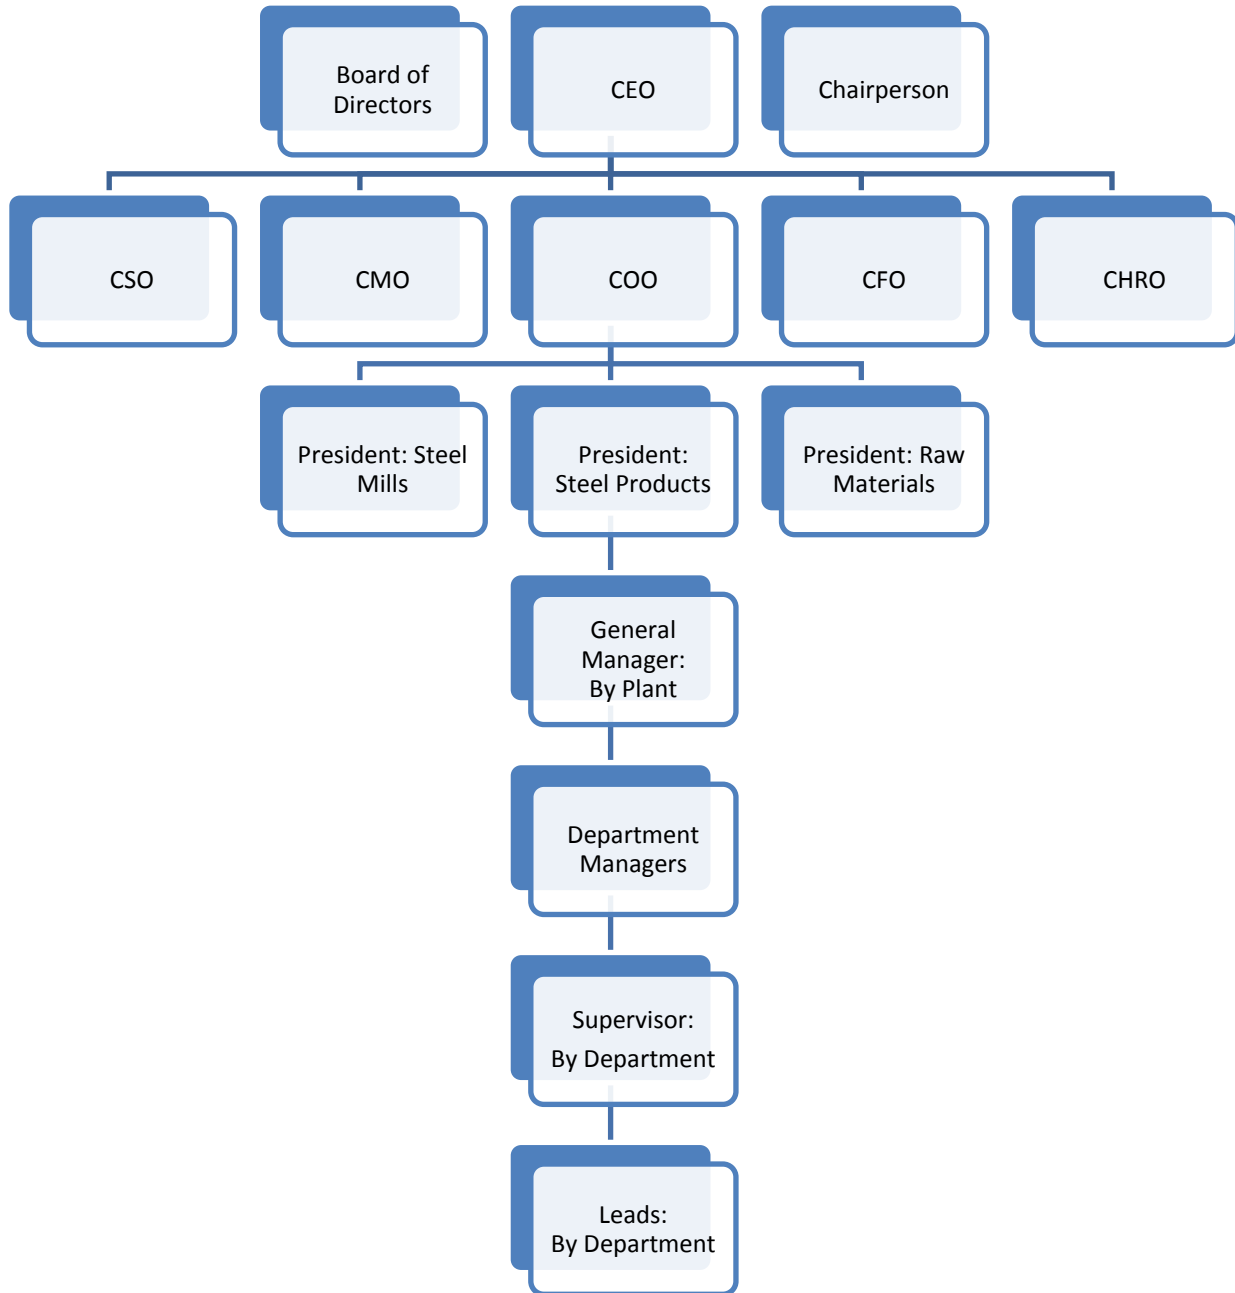 Board of
Directors
CEO
Chairperson
CSO
CMO
COO
CFO
CHRO
President: Steel
Mills
President:
Steel Products
President: Raw
Materials
General
Manager:
By Plant
Department
Managers
Supervisor:
By Department
Leads:
By Department